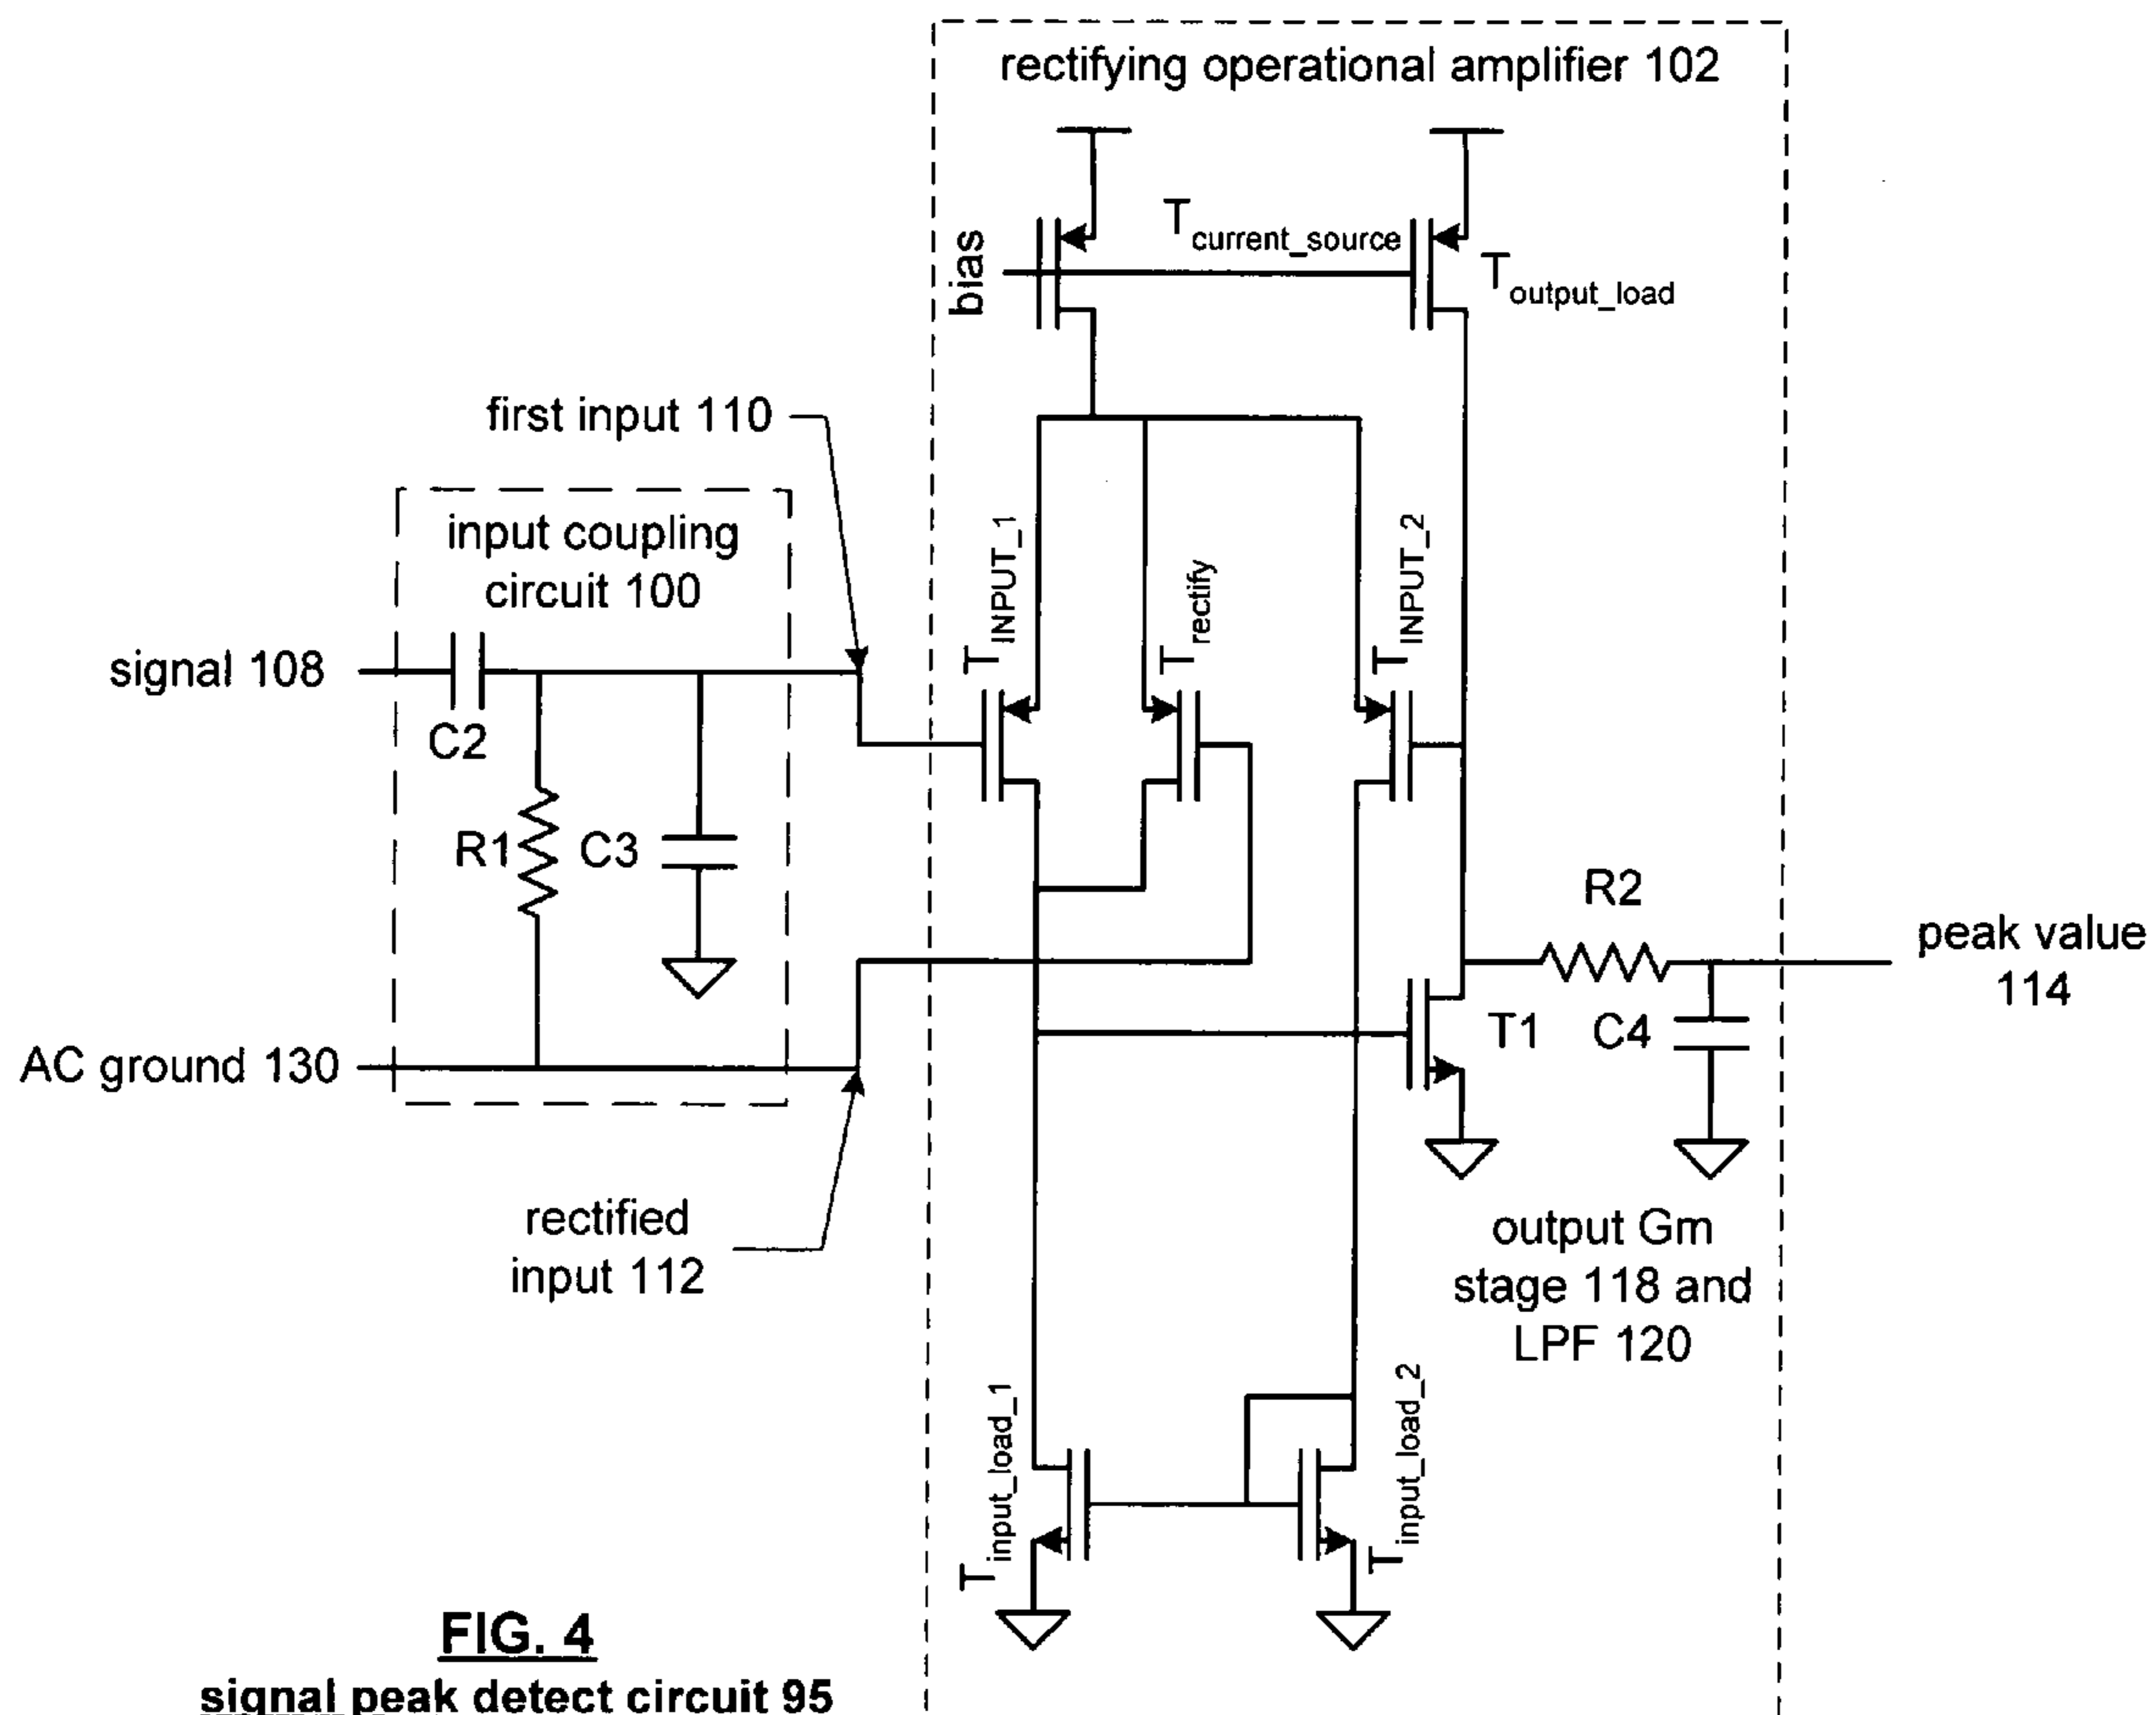 rectifying operational amplifier 102
bias
Tcurrent_source
Toutput_load
first input 110
input coupling
circuit 100
TINPUT_1
Trectify
TINPUT_2
signal 108
C2
R1
C3
R2
peak value
114
T1
C4
AC ground 130
rectified
input 112
output Gm
stage 118 and
LPF 120
Tinput_load_1
Tinput_load_2
FIG. 4
signal peak detect circuit 95